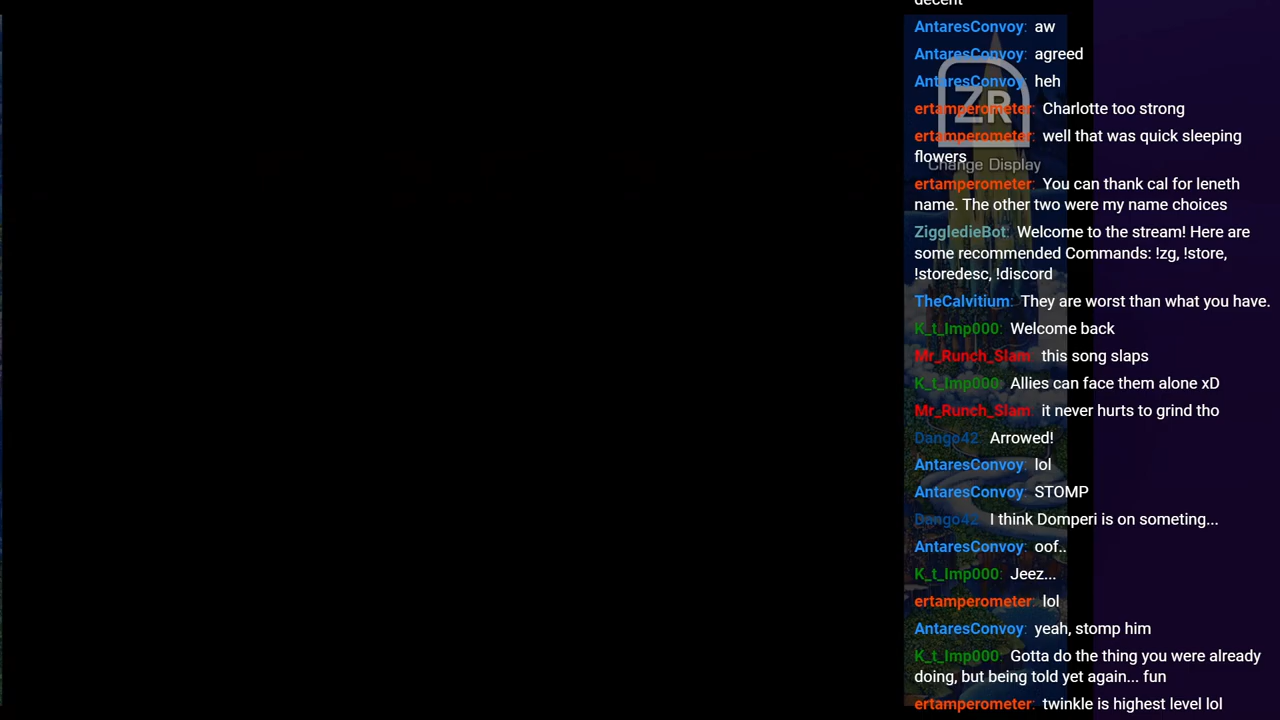 decent
AntaresConvoy: aw
AntaresConvoy: agreed
AntaresConvoy: heh
ZR
ertamperometer: Charlotte too strong
ertamperometer: well that was quick sleeping
flowers
Change Display
ertamperometer: You can thank cal for leneth
name. The other two were my name choices
ZiggledieBot: Welcome to the stream! Here are
some recommended Commands: !zg, !store,
!storedesc, !discord
TheCalvitium: They are worst than what you have.
K_t_Imp000: Welcome back
Mr_Runch_Slam: this song slaps
K_t_Imp000: Allies can face them alone xD
Mr_Runch_Slam: it never hurts to grind tho
Dango42: Arrowed!
AntaresConvoy: lol
AntaresConvoy: STOMP
Dango42: I think Domperi is on someting...
AntaresConvoy: oof..
K_t_Imp000: Jeez...
ertamperometer: lol
AntaresConvoy: yeah, stomp him
K_t_Imp000: Gotta do the thing you were already
doing, but being told yet again... fun
ertamperometer: twinkle is highest level lol